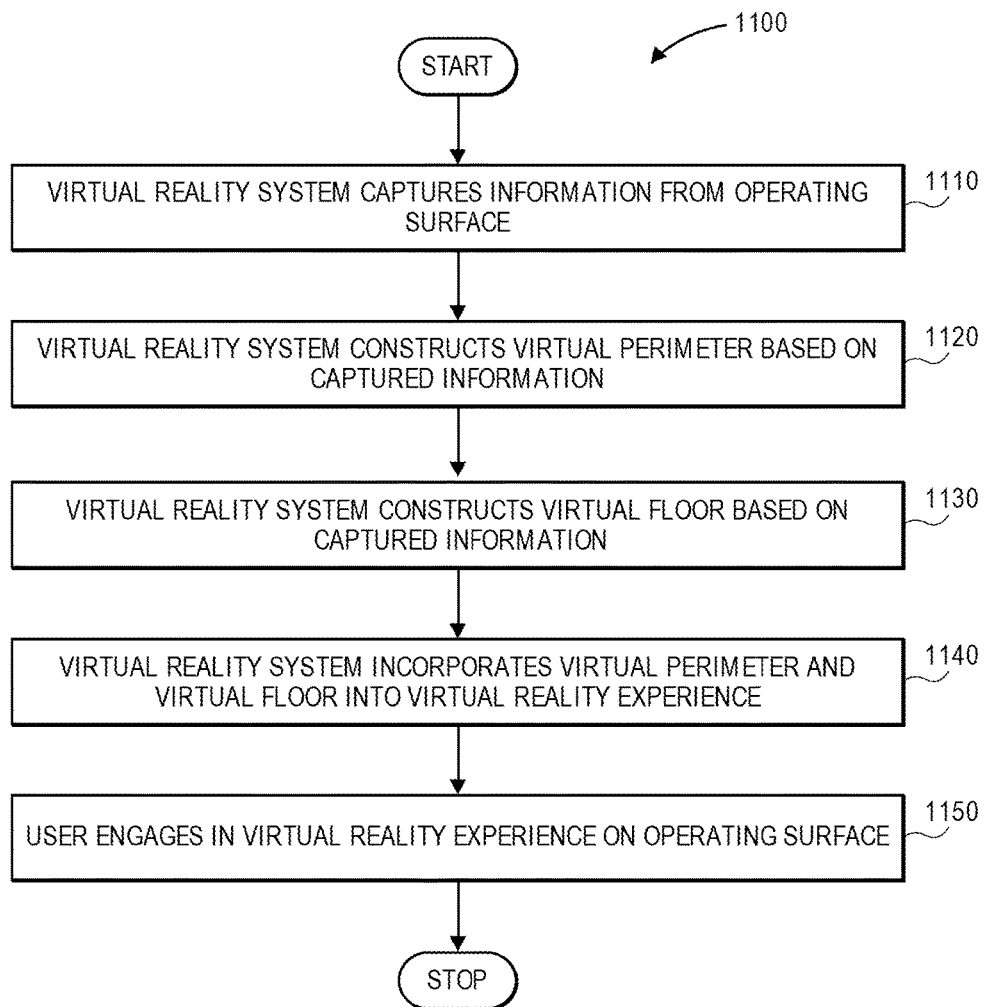 1100
START
VIRTUAL REALITY SYSTEM CAPTURES INFORMATION FROM OPERATING
SURFACE
1110
VIRTUAL REALITY SYSTEM CONSTRUCTS VIRTUAL PERIMETER BASED ON
CAPTURED INFORMATION
1120
VIRTUAL REALITY SYSTEM CONSTRUCTS VIRTUAL FLOOR BASED ON
CAPTURED INFORMATION
1130
VIRTUAL REALITY SYSTEM INCORPORATES VIRTUAL PERIMETER AND
VIRTUAL FLOOR INTO VIRTUAL REALITY EXPERIENCE
1140
USER ENGAGES IN VIRTUAL REALITY EXPERIENCE ON OPERATING SURFACE
1150
STOP